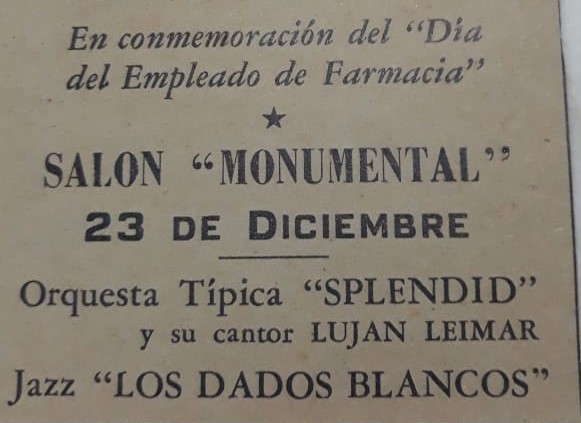 En conmemoración del “Día
del Empleado de Farmacia”
SALON “MONUMENTAL”
23 DE DICIEMBRE
Orquesta Típica “SPLENDID”
y su cantor LUJAN LEIMAR
Jazz “LOS DADOS BLANCOS”